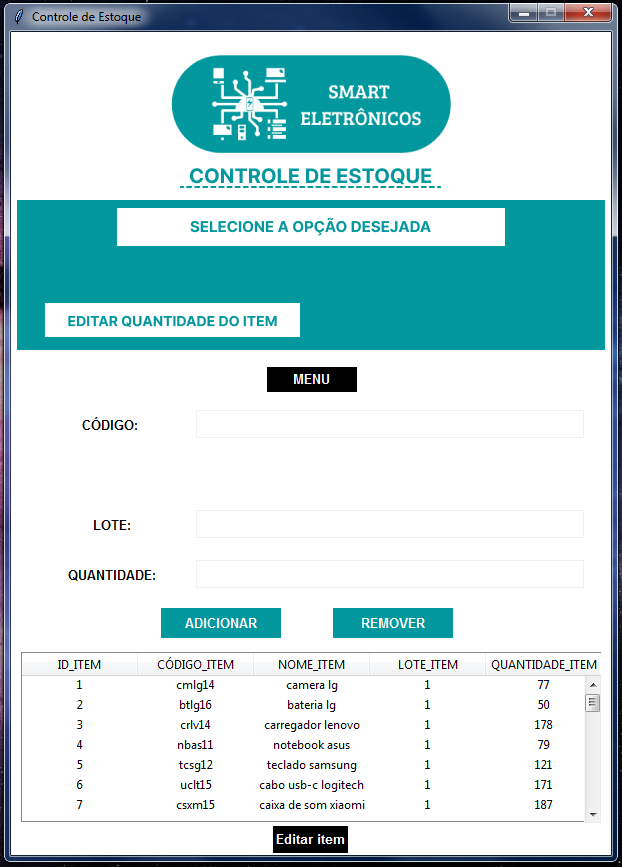 Controle de Estoque
SMART
ELETRÔNICOS
CONTROLE DE ESTOQUE
SELECIONE A OPÇÃO DESEJADA
EDITAR QUANTIDADE DO ITEM
MENU
CÓDIGO:
LOTE:
QUANTIDADE:
ADICIONAR REMOVER
ID_ITEM CÓDIGO_ITEM NOME_ITEM LOTE_ITEM QUANTIDADE_ITEM
1 cmlg14 camera lg 1 77
2 btlg16 bateria lg 1 50
3 crlv14 carregador lenovo 1 178
4 nbas11 notebook asus 1 79
5 tcsg12 teclado samsung 1 121
6 uclt15 cabo usb-c logitech 1 171
7 csxm15 caixa de som xiaomi 1 187
Editar item